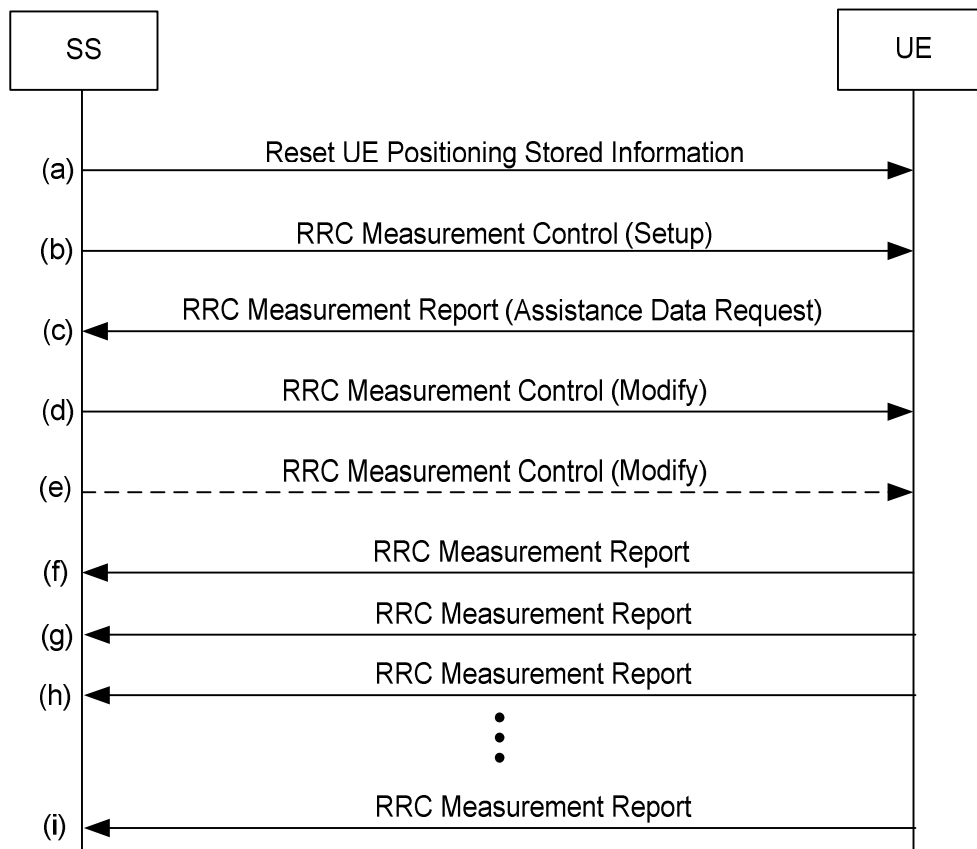 SS
UE
Reset UE Positioning Stored Information
(a)
RRC Measurement Control (Setup)
(b)
RRC Measurement Report (Assistance Data Request)
(c)
RRC Measurement Control (Modify)
(d)
RRC Measurement Control (Modify)
(e)
RRC Measurement Report
(f)
RRC Measurement Report
(g)
RRC Measurement Report
(h)
RRC Measurement Report
(i)